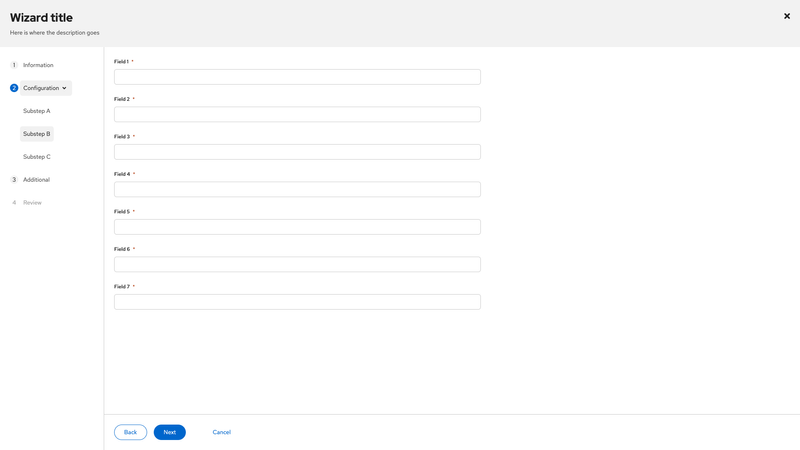 Wizard title
Here is where the description goes
1 Information
2 Configuration
Substep A
Substep B
Substep C
3 Additional
4 Review
Field 1 *
Field 2 *
Field 3 *
Field 4 *
Field 5 *
Field 6 *
Field 7 *
Back Next Cancel